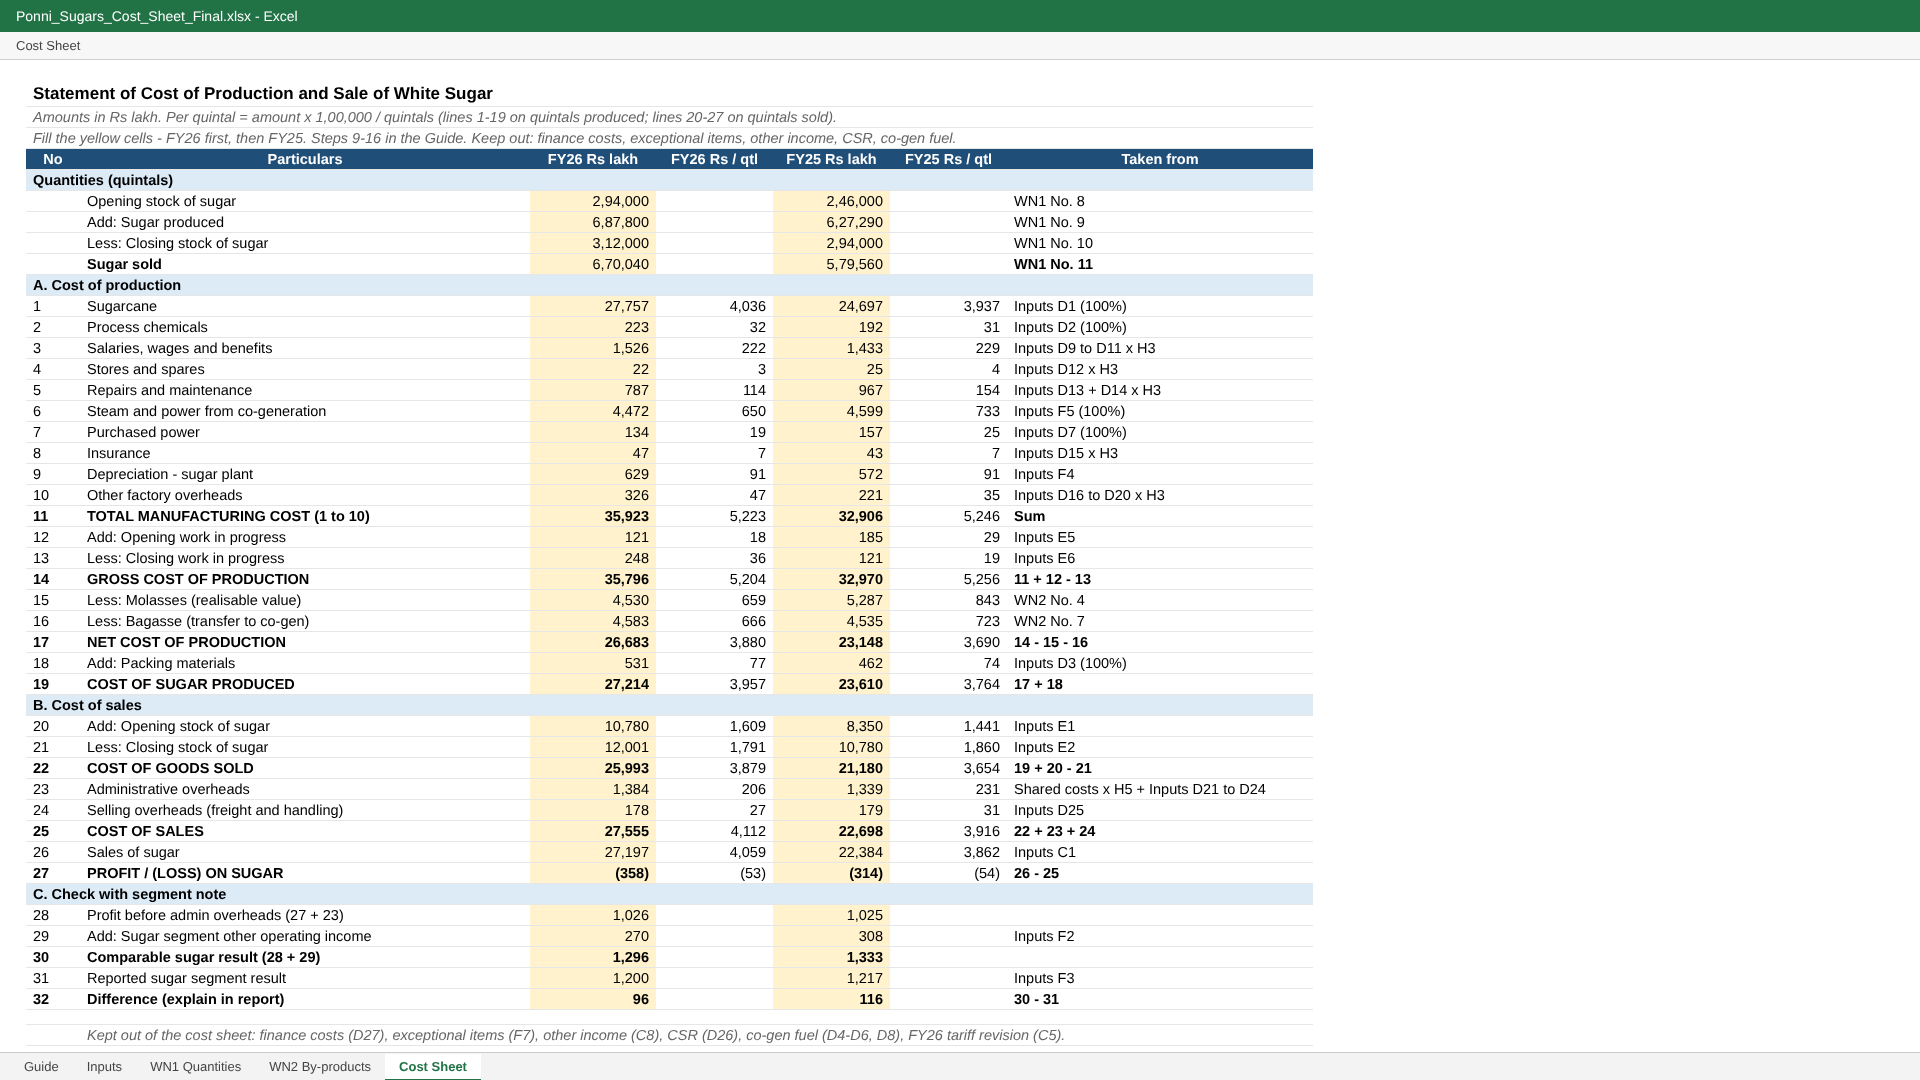 Ponni_Sugars_Cost_Sheet_Final.xlsx - Excel
Cost Sheet
Statement of Cost of Production and Sale of White Sugar
Amounts in Rs lakh. Per quintal = amount x 1,00,000 / quintals (lines 1-19 on quintals produced; lines 20-27 on quintals sold).
Fill the yellow cells - FY26 first, then FY25. Steps 9-16 in the Guide. Keep out: finance costs, exceptional items, other income, CSR, co-gen fuel.
No Particulars FY26 Rs lakh FY26 Rs / qtl FY25 Rs lakh FY25 Rs / qtl Taken from
Quantities (quintals)
Opening stock of sugar 2,94,000 2,46,000 WN1 No. 8
Add: Sugar produced 6,87,800 6,27,290 WN1 No. 9
Less: Closing stock of sugar 3,12,000 2,94,000 WN1 No. 10
Sugar sold 6,70,040 5,79,560 WN1 No. 11
A. Cost of production
1 Sugarcane 27,757 4,036 24,697 3,937 Inputs D1 (100%)
2 Process chemicals 223 32 192 31 Inputs D2 (100%)
3 Salaries, wages and benefits 1,526 222 1,433 229 Inputs D9 to D11 x H3
4 Stores and spares 22 3 25 4 Inputs D12 x H3
5 Repairs and maintenance 787 114 967 154 Inputs D13 + D14 x H3
6 Steam and power from co-generation 4,472 650 4,599 733 Inputs F5 (100%)
7 Purchased power 134 19 157 25 Inputs D7 (100%)
8 Insurance 47 7 43 7 Inputs D15 x H3
9 Depreciation - sugar plant 629 91 572 91 Inputs F4
10 Other factory overheads 326 47 221 35 Inputs D16 to D20 x H3
11 TOTAL MANUFACTURING COST (1 to 10) 35,923 5,223 32,906 5,246 Sum
12 Add: Opening work in progress 121 18 185 29 Inputs E5
13 Less: Closing work in progress 248 36 121 19 Inputs E6
14 GROSS COST OF PRODUCTION 35,796 5,204 32,970 5,256 11 + 12 - 13
15 Less: Molasses (realisable value) 4,530 659 5,287 843 WN2 No. 4
16 Less: Bagasse (transfer to co-gen) 4,583 666 4,535 723 WN2 No. 7
17 NET COST OF PRODUCTION 26,683 3,880 23,148 3,690 14 - 15 - 16
18 Add: Packing materials 531 77 462 74 Inputs D3 (100%)
19 COST OF SUGAR PRODUCED 27,214 3,957 23,610 3,764 17 + 18
B. Cost of sales
20 Add: Opening stock of sugar 10,780 1,609 8,350 1,441 Inputs E1
21 Less: Closing stock of sugar 12,001 1,791 10,780 1,860 Inputs E2
22 COST OF GOODS SOLD 25,993 3,879 21,180 3,654 19 + 20 - 21
23 Administrative overheads 1,384 206 1,339 231 Shared costs x H5 + Inputs D21 to D24
24 Selling overheads (freight and handling) 178 27 179 31 Inputs D25
25 COST OF SALES 27,555 4,112 22,698 3,916 22 + 23 + 24
26 Sales of sugar 27,197 4,059 22,384 3,862 Inputs C1
27 PROFIT / (LOSS) ON SUGAR (358) (53) (314) (54) 26 - 25
C. Check with segment note
28 Profit before admin overheads (27 + 23) 1,026 1,025
29 Add: Sugar segment other operating income 270 308 Inputs F2
30 Comparable sugar result (28 + 29) 1,296 1,333
31 Reported sugar segment result 1,200 1,217 Inputs F3
32 Difference (explain in report) 96 116 30 - 31
Kept out of the cost sheet: finance costs (D27), exceptional items (F7), other income (C8), CSR (D26), co-gen fuel (D4-D6, D8), FY26 tariff revision (C5).
Guide Inputs WN1 Quantities WN2 By-products Cost Sheet